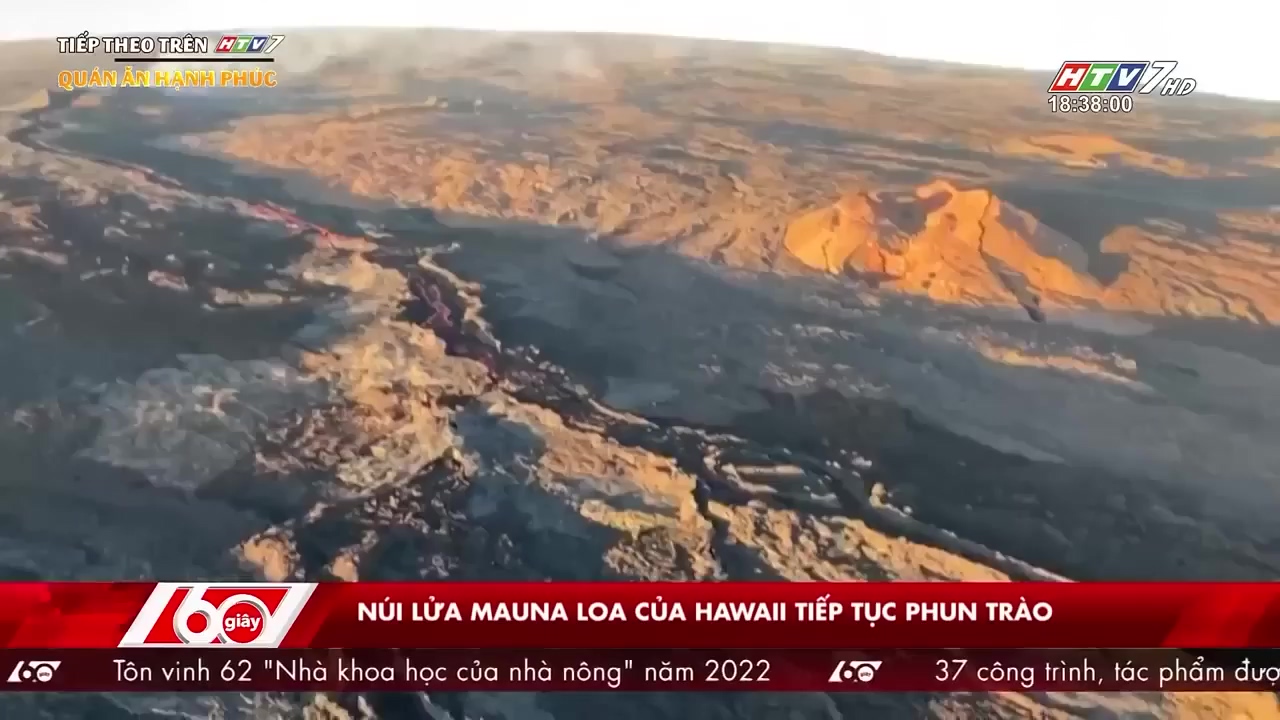 TIẾP THEO TRÊN HTV7
QUÁN ĂN HẠNH PHÚC
HTV7 HD
18:38:00
60 giây
NÚI LỬA MAUNA LOA CỦA HAWAII TIẾP TỤC PHUN TRÀO
60 giây Tôn vinh 62 "Nhà khoa học của nhà nông" năm 2022 60 giây 37 công trình, tác phẩm đượ